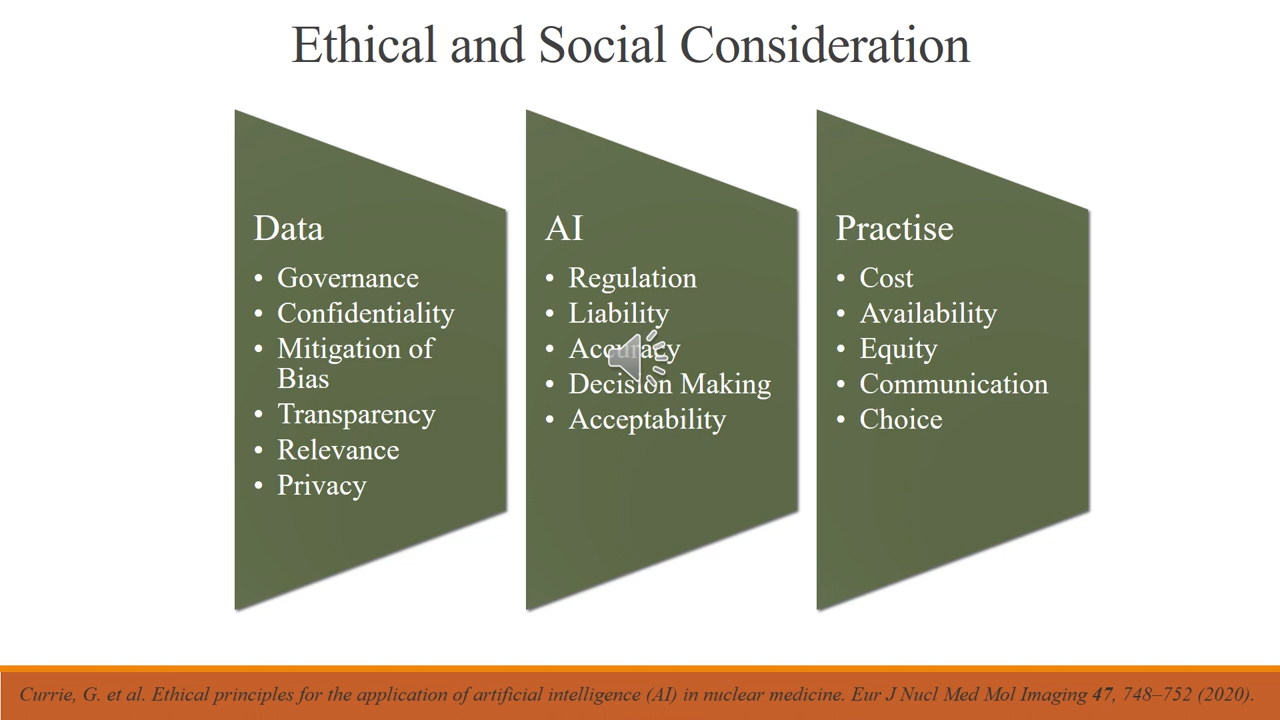 Ethical and Social Consideration
Data
• Governance
• Confidentiality
• Mitigation of
Bias
• Transparency
• Relevance
• Privacy
AI
• Regulation
• Liability
• Accuracy
• Decision Making
• Acceptability
Practise
• Cost
• Availability
• Equity
• Communication
• Choice
Currie, G. et al. Ethical principles for the application of artificial intelligence (AI) in nuclear medicine. Eur J Nucl Med Mol Imaging 47, 748–752 (2020).